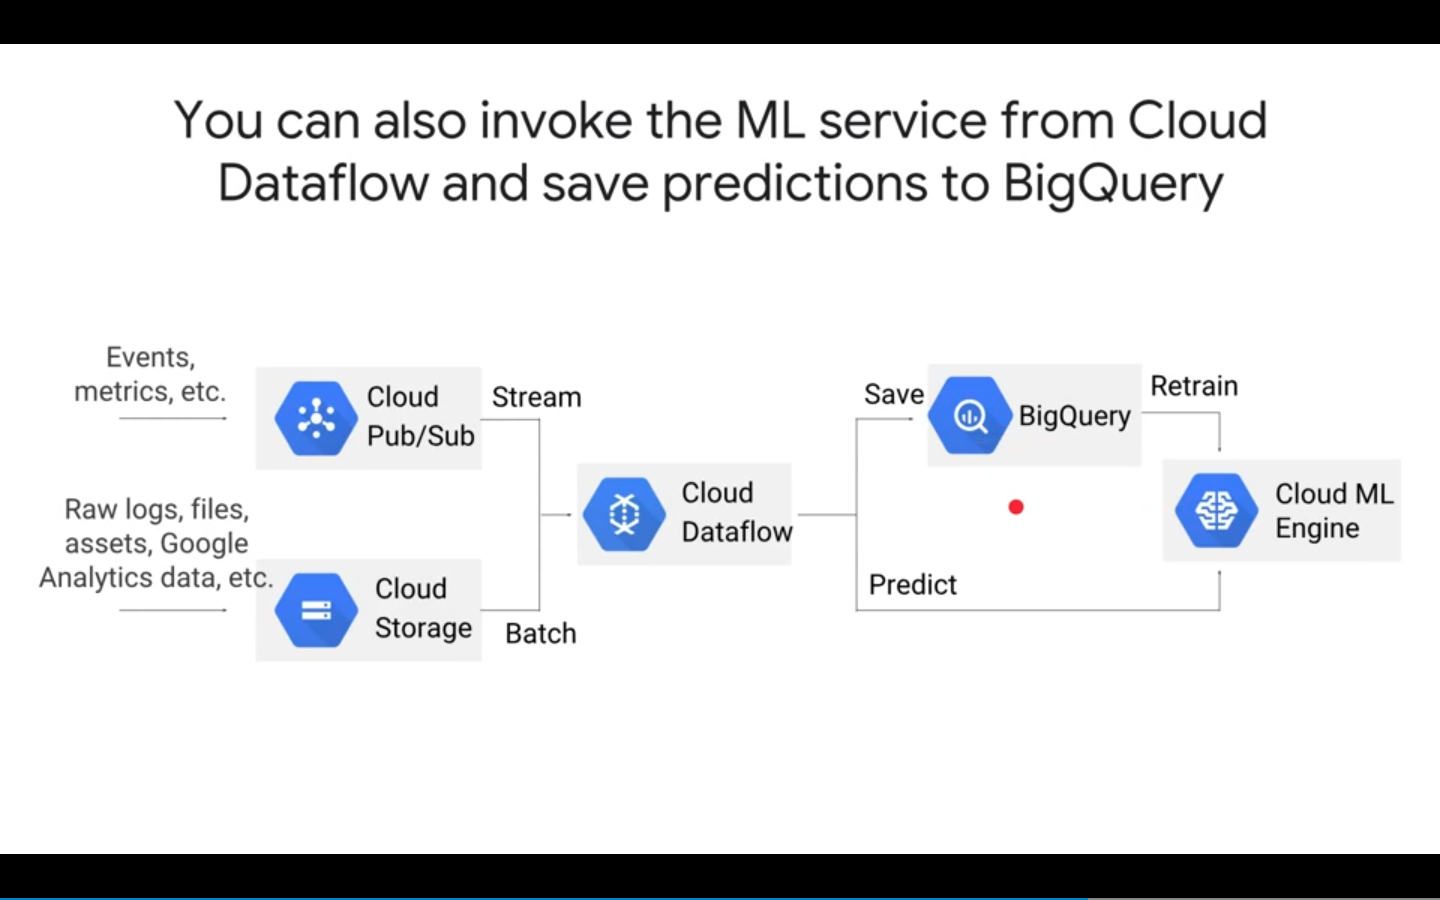 You can also invoke the ML service from Cloud
Dataflow and save predictions to BigQuery
Events,
metrics, etc.
Cloud
Pub/Sub
Stream
Raw logs, files,
assets, Google
Analytics data, etc.
Cloud
Storage
Batch
Cloud
Dataflow
Save
BigQuery
Retrain
Predict
Cloud ML
Engine